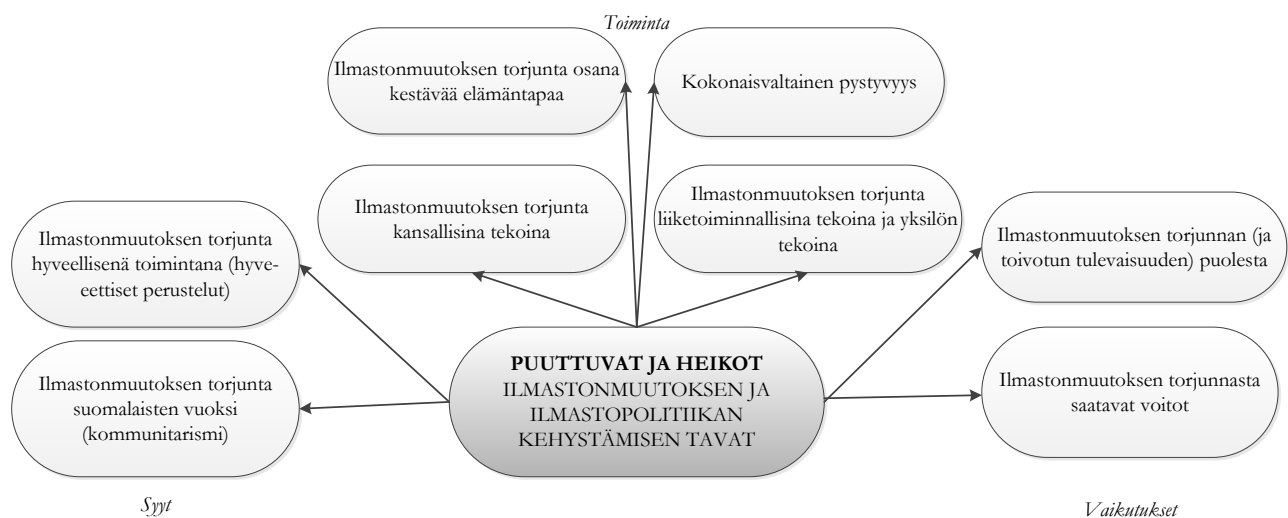 Toiminta
Ilmastonmuutoksen torjunta osana
kestävää elämäntapaa
Kokonaisvaltainen pystyvyys
Ilmastonmuutoksen torjunta
kansallisina tekoina
Ilmastonmuutoksen torjunta
liiketoiminnallisina tekoina ja yksilön
tekoina
Ilmastonmuutoksen torjunta
hyveellisenä toimintana (hyve-
eettiset perustelut)
Ilmastonmuutoksen torjunnan (ja
toivotun tulevaisuuden) puolesta
PUUTTUVAT JA HEIKOT
ILMASTONMUUTOKSEN JA
ILMASTOPOLITIIKAN
KEHYSTÄMISEN TAVAT
Ilmastonmuutoksen torjunta
suomalaisten vuoksi
(kommunitarismi)
Ilmastonmuutoksen torjunnasta
saatavat voitot
Syyt
Vaikutukset